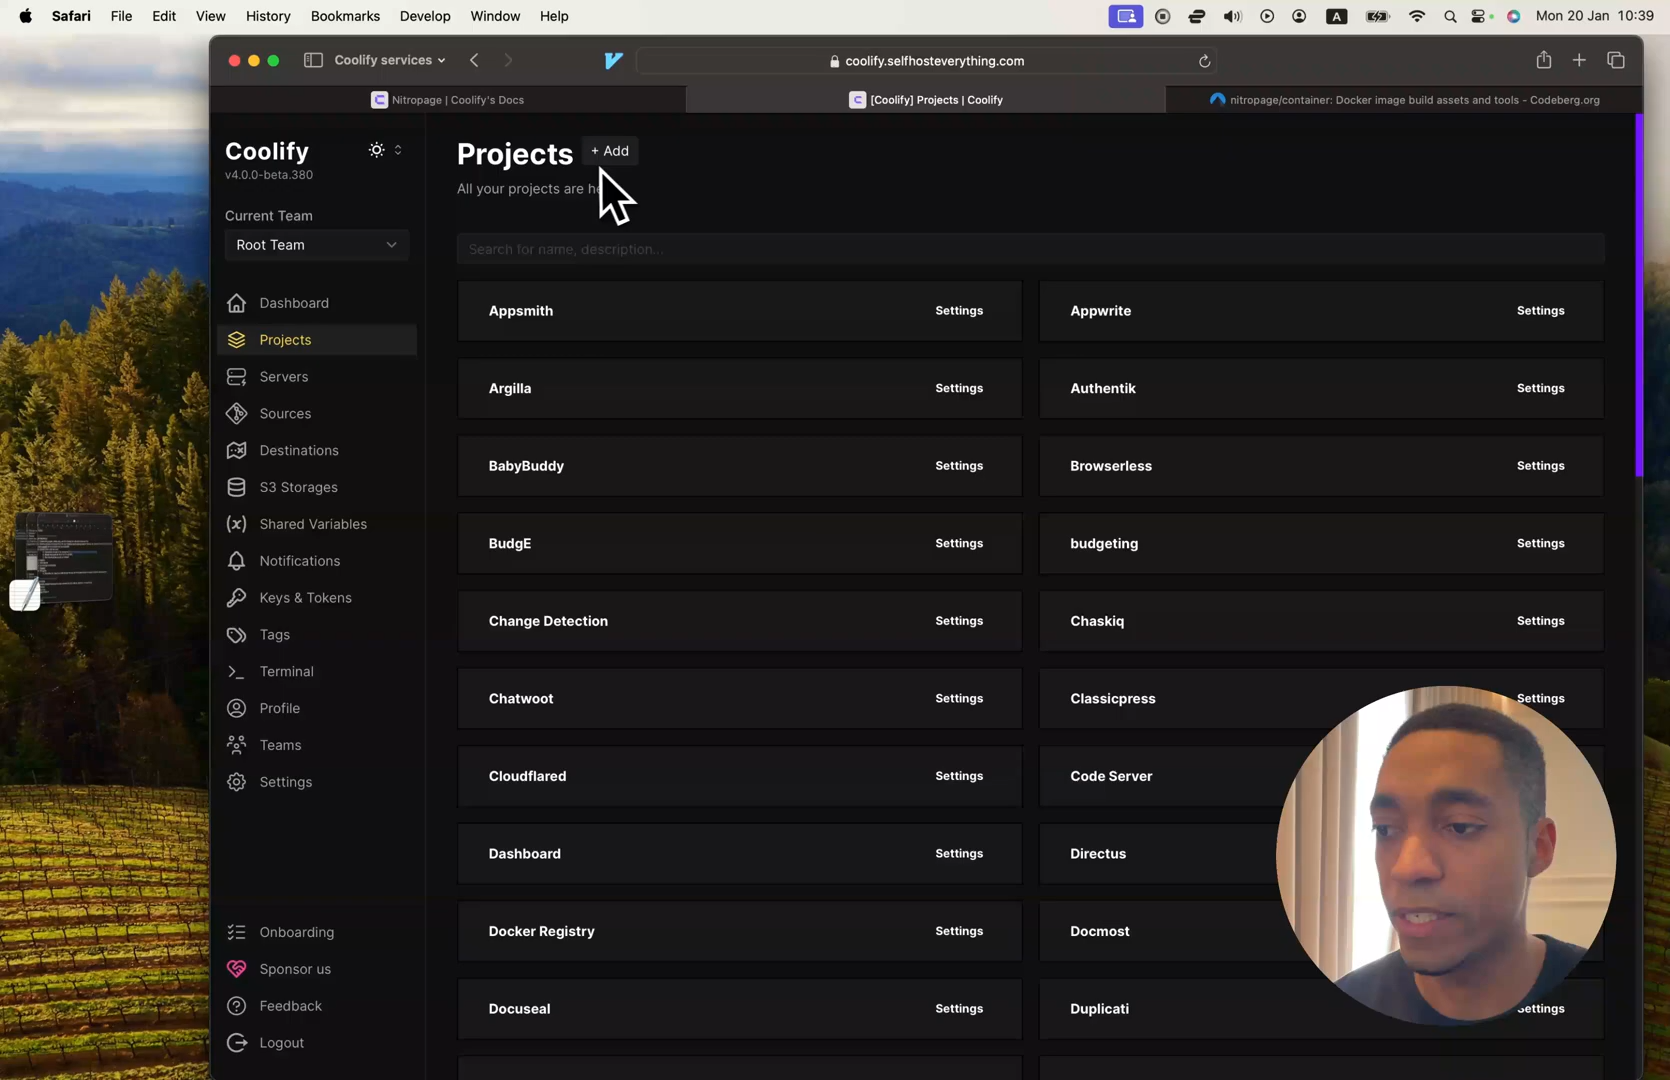 Safari File Edit View History Bookmarks Develop Window Help
A
Mon 20 Jan 10:39
Coolify services
coolify.selfhosteverything.com
Nitropage | Coolify's Docs
[Coolify] Projects | Coolify
nitropage/container: Docker image build assets and tools - Codeberg.org
Coolify
v4.0.0-beta.380
Current Team
Root Team
Dashboard
Projects
Servers
Sources
Destinations
S3 Storages
Shared Variables
Notifications
Keys & Tokens
Tags
Terminal
Profile
Teams
Settings
Onboarding
Sponsor us
Feedback
Logout
Projects
+ Add
All your projects are he
Search for name, description...
Appsmith Settings
Appwrite Settings
Argilla Settings
Authentik Settings
BabyBuddy Settings
Browserless Settings
BudgE Settings
budgeting Settings
Change Detection Settings
Chaskiq Settings
Chatwoot Settings
Classicpress Settings
Cloudflared Settings
Code Server
Dashboard Settings
Directus
Docker Registry Settings
Docmost
Docuseal Settings
Duplicati Settings